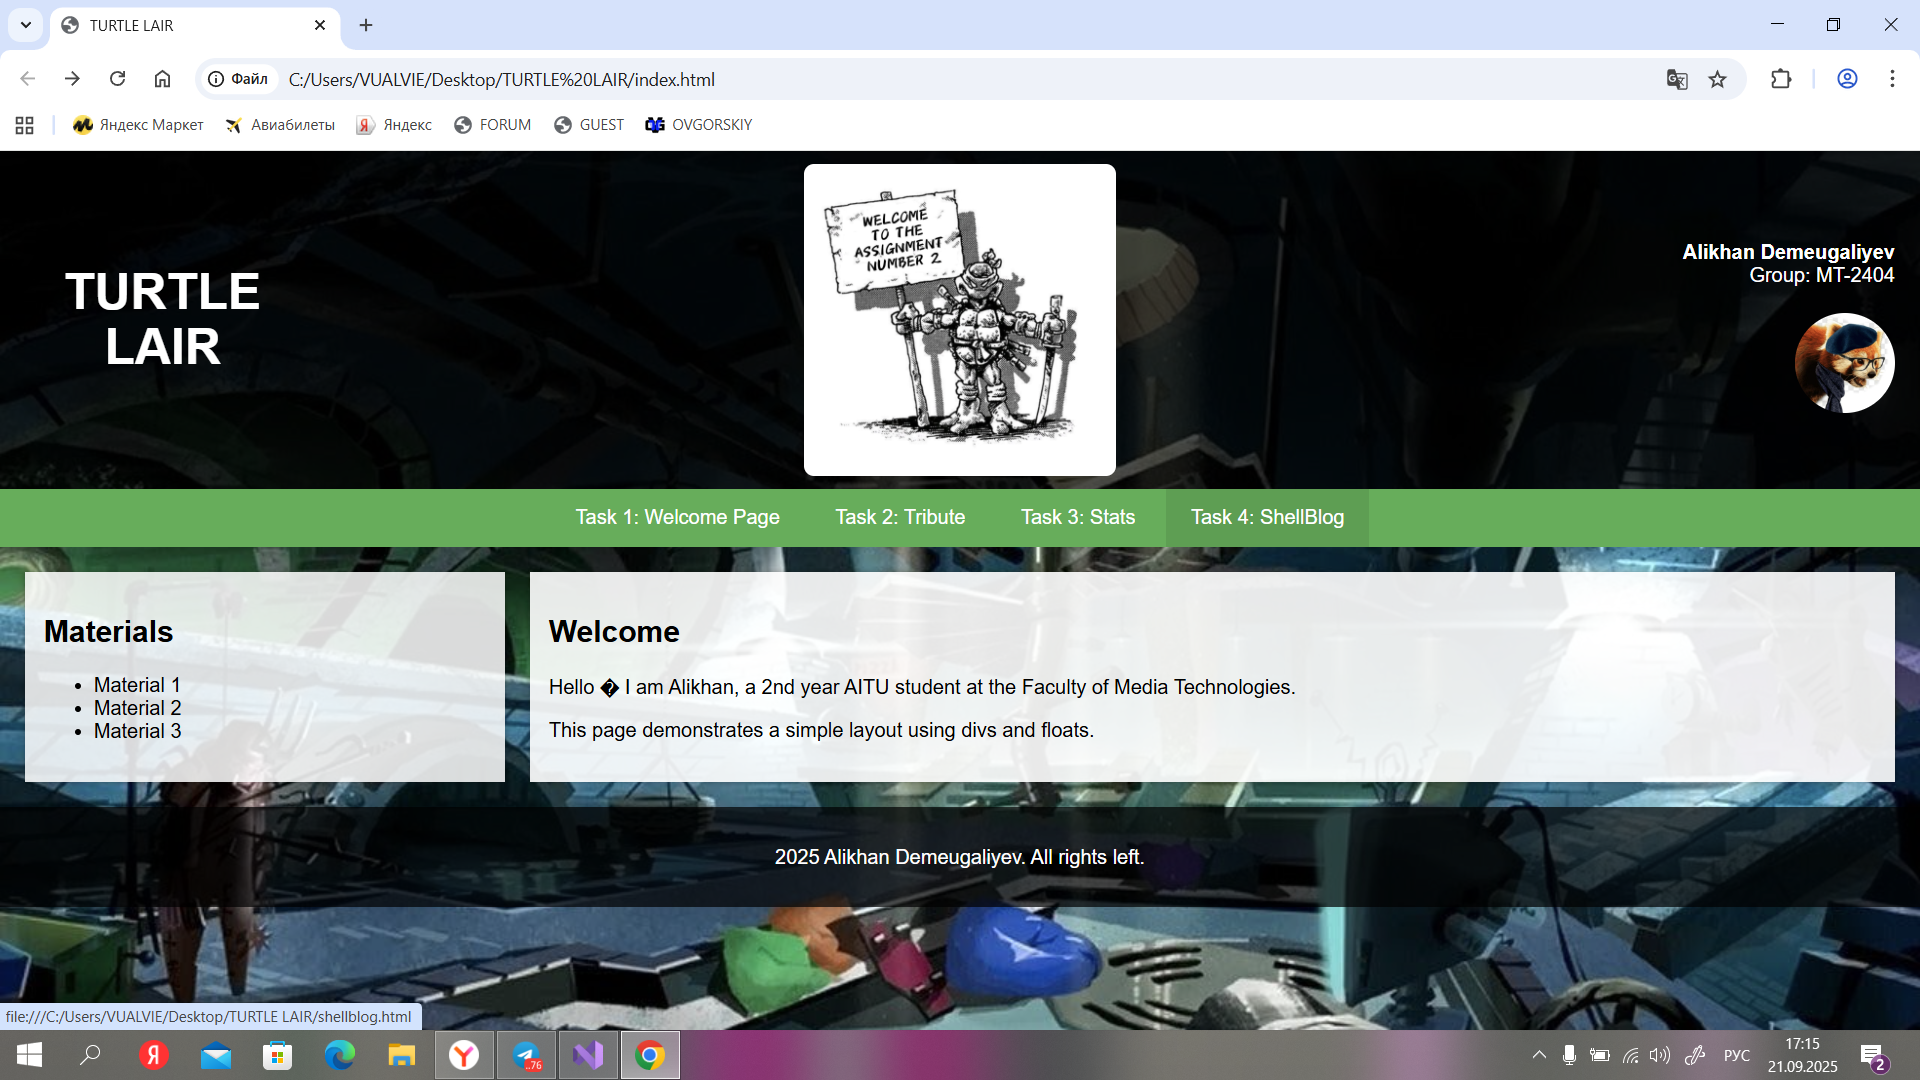 TURTLE LAIR
Файл
C:/Users/VUALVIE/Desktop/TURTLE%20LAIR/index.html
Яндекс Маркет
Авиабилеты
Яндекс
FORUM
GUEST
OVGORSKIY
TURTLE
LAIR
WELCOME
TO THE
ASSIGNMENT
NUMBER 2
Alikhan Demeugaliyev
Group: MT-2404
Task 1: Welcome Page
Task 2: Tribute
Task 3: Stats
Task 4: ShellBlog
Materials
Material 1
Material 2
Material 3
Welcome
Hello � I am Alikhan, a 2nd year AITU student at the Faculty of Media Technologies.
This page demonstrates a simple layout using divs and floats.
2025 Alikhan Demeugaliyev. All rights left.
file:///C:/Users/VUALVIE/Desktop/TURTLE LAIR/shellblog.html
..76
РУС
17:15
21.09.2025
2